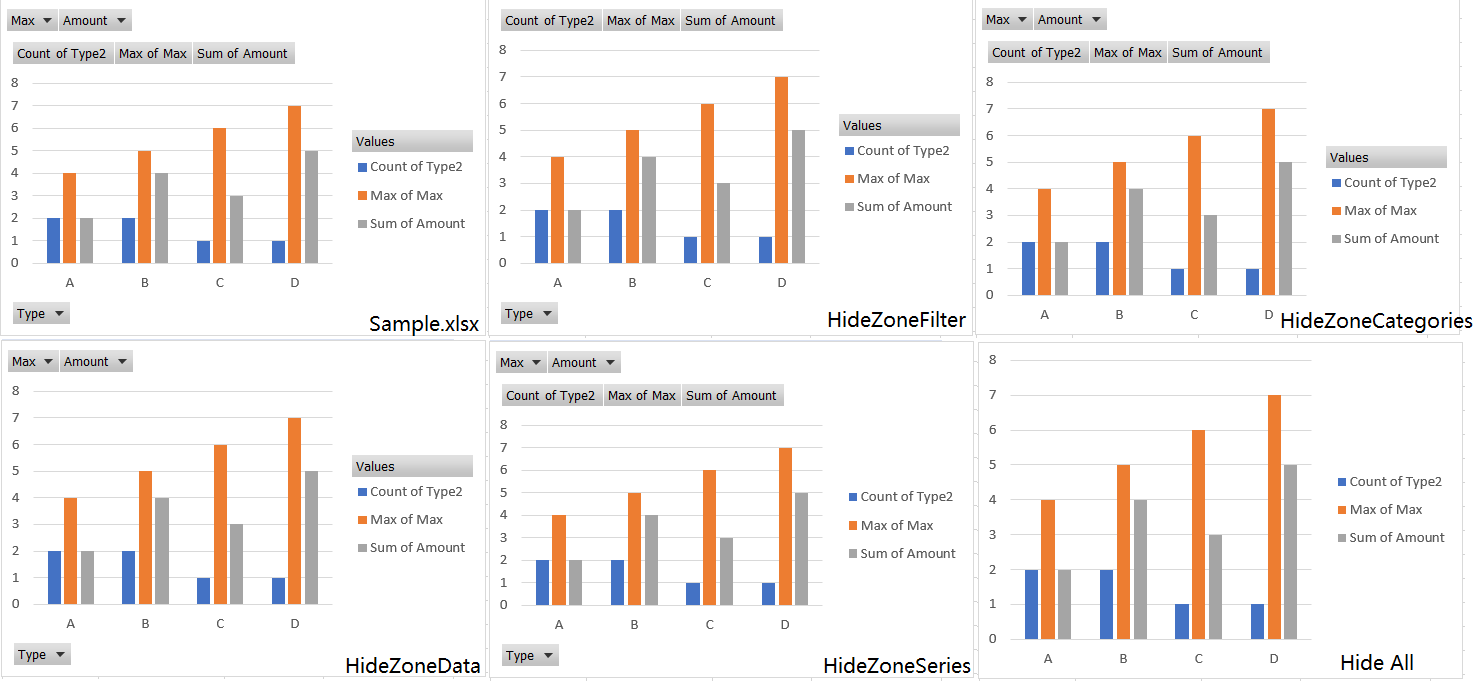 Max Amount
Count of Type2 Max of Max Sum of Amount
8
7
6
5
4
3
2
1
0
A B C D
Values
Count of Type2
Max of Max
Sum of Amount
Type
Sample.xlsx
Count of Type2 Max of Max Sum of Amount
8
7
6
5
4
3
2
1
0
A B C D
Values
Count of Type2
Max of Max
Sum of Amount
Type
HideZoneFilter
Max Amount
Count of Type2 Max of Max Sum of Amount
8
7
6
5
4
3
2
1
0
A B C D
Values
Count of Type2
Max of Max
Sum of Amount
HideZoneCategories
Max Amount
8
7
6
5
4
3
2
1
0
A B C D
Values
Count of Type2
Max of Max
Sum of Amount
Type
HideZoneData
Max Amount
Count of Type2 Max of Max Sum of Amount
8
7
6
5
4
3
2
1
0
A B C D
Count of Type2
Max of Max
Sum of Amount
Type
HideZoneSeries
8
7
6
5
4
3
2
1
0
A B C D
Count of Type2
Max of Max
Sum of Amount
Hide All